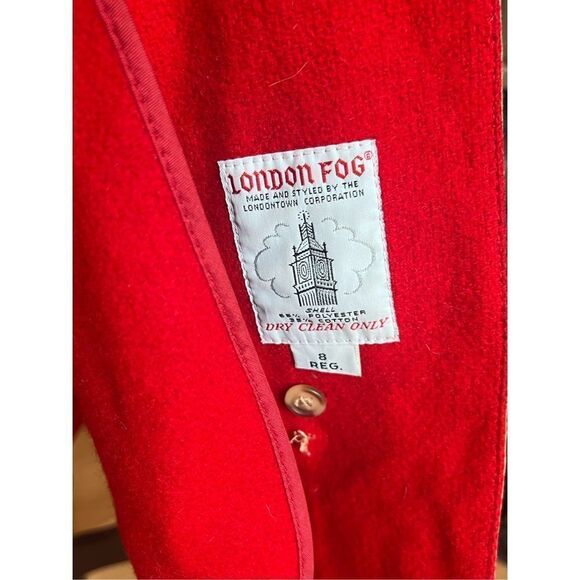 LONDON FOG®
MADE AND STYLED BY THE
LONDONTOWN CORPORATION
SHELL
65% POLYESTER
35% COTTON
DRY CLEAN ONLY
8
REG.